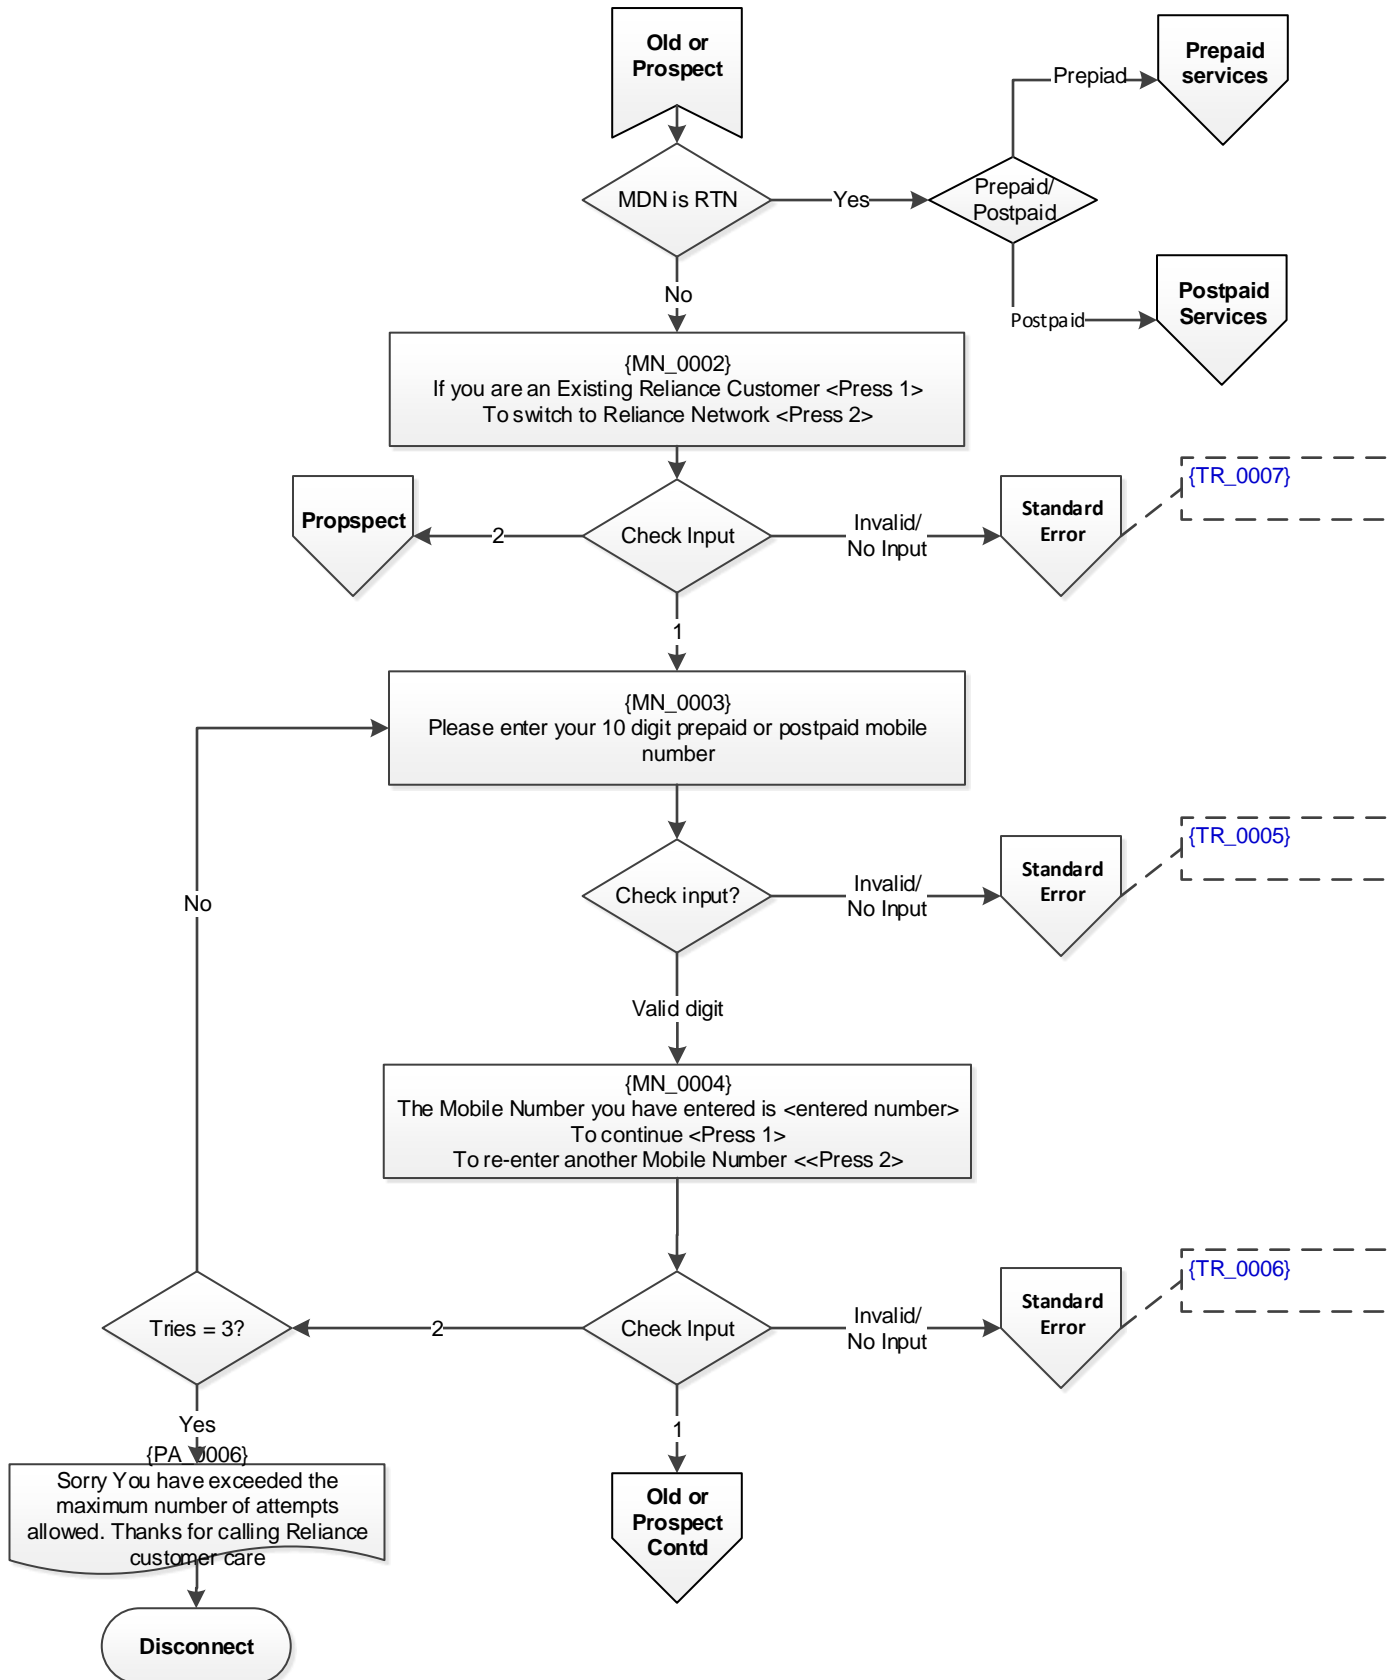 Old or
Prospect
Prepaid
services
Prepiad
MDN is RTN
Yes
Prepaid/
Postpaid
No
Postpaid
Postpaid
Services
{MN_0002}
If you are an Existing Reliance Customer <Press 1>
To switch to Reliance Network <Press 2>
Propspect
2
Check Input
Invalid/
No Input
Standard
Error
{TR_0007}
1
{MN_0003}
Please enter your 10 digit prepaid or postpaid mobile
number
No
Check input?
Invalid/
No Input
Standard
Error
{TR_0005}
Valid digit
{MN_0004}
The Mobile Number you have entered is <entered number>
To continue <Press 1>
To re-enter another Mobile Number <<Press 2>
Tries = 3?
2
Check Input
Invalid/
No Input
Standard
Error
{TR_0006}
Yes
1
{PA_0006}
Sorry You have exceeded the
maximum number of attempts
allowed. Thanks for calling Reliance
customer care
Old or
Prospect
Contd
Disconnect